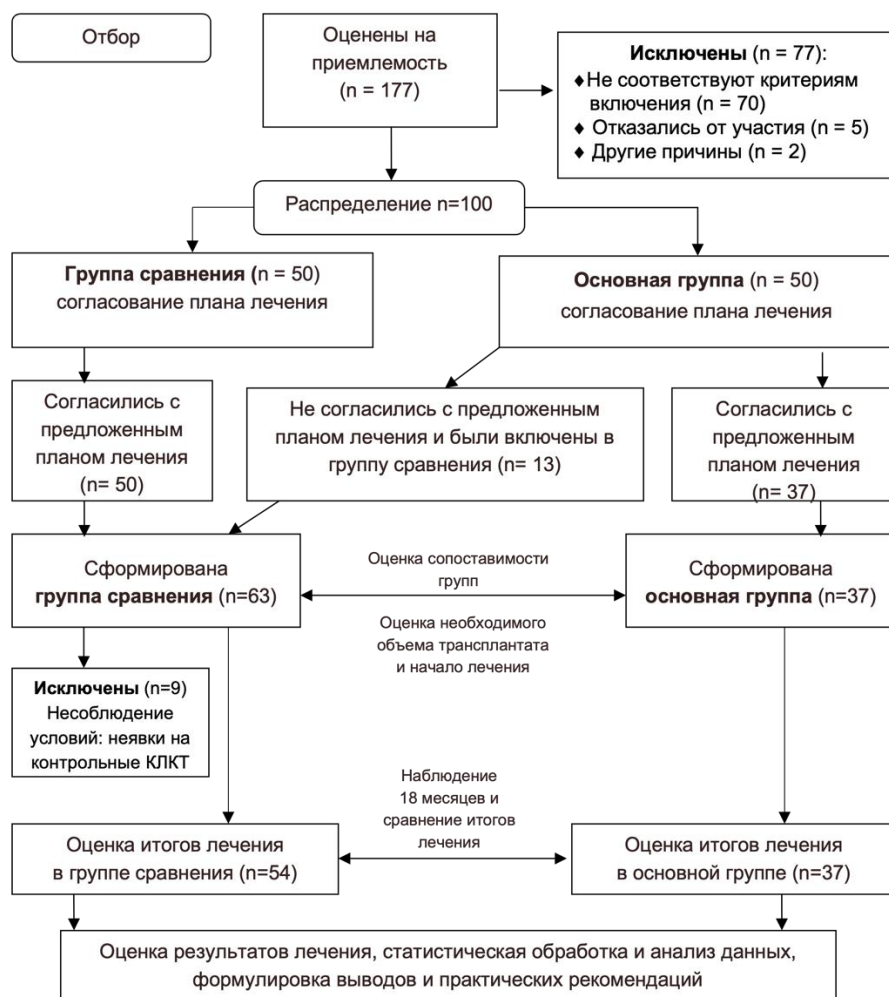 Отбор
Оценены на
приемлемость
(n = 177)
Исключены (n = 77):
♦Не соответствуют критериям
включения (n = 70)
♦ Отказались от участия (n = 5)
♦ Другие причины (n = 2)
Распределение n=100
Группа сравнения (n = 50)
согласование плана лечения
Основная группа (n = 50)
согласование плана лечения
Согласились с
предложенным
планом лечения
(n= 50)
Не согласились с предложенным
планом лечения и были включены в
группу сравнения (n= 13)
Согласились с
предложенным
планом лечения
(n= 37)
Сформирована
группа сравнения (n=63)
Оценка сопоставимости
групп
Оценка необходимого
объема трансплантата
и начало лечения
Сформирована
основная группа (n=37)
Исключены (n=9)
Несоблюдение
условий: неявки на
контрольные КЛКТ
Наблюдение
18 месяцев и
сравнение итогов
лечения
Оценка итогов лечения
в группе сравнения (n=54)
Оценка итогов лечения
в основной группе (n=37)
Оценка результатов лечения, статистическая обработка и анализ данных,
формулировка выводов и практических рекомендаций